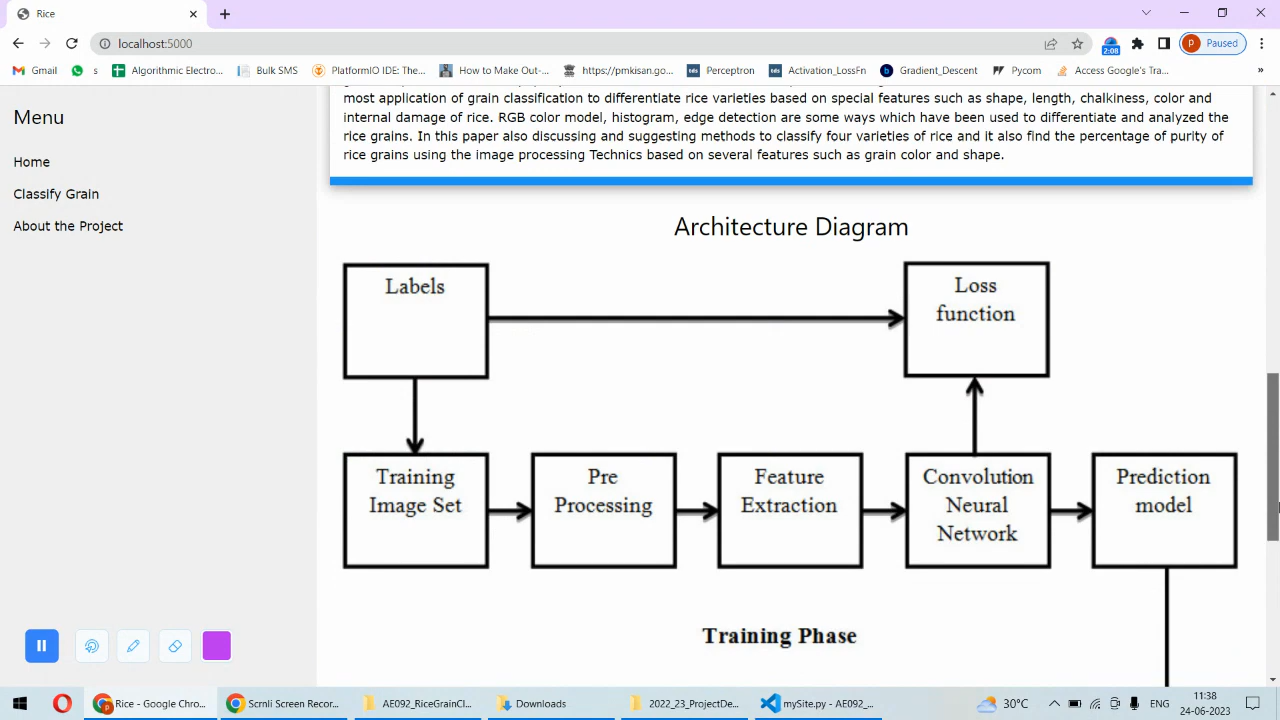 Rice
localhost:5000
2:08
P
Paused
Gmail
s
Algorithmic Electro...
Bulk SMS
PlatformIO IDE: The...
How to Make Out-...
https://pmkisan.go...
tds
Perceptron
tds
Activation_LossFn
b
Gradient_Descent
Pycom
Access Google's Tra...
»
Menu
Home
Classify Grain
About the Project
most application of grain classification to differentiate rice varieties based on special features such as shape, length, chalkiness, color and
internal damage of rice. RGB color model, histogram, edge detection are some ways which have been used to differentiate and analyzed the
rice grains. In this paper also discussing and suggesting methods to classify four varieties of rice and it also find the percentage of purity of
rice grains using the image processing Technics based on several features such as grain color and shape.
Architecture Diagram
Labels
Loss
function
Training
Image Set
Pre
Processing
Feature
Extraction
Convolution
Neural
Network
Prediction
model
Training Phase
Rice - Google Chro...
Scrnli Screen Recor...
AE092_RiceGrainCl...
Downloads
2022_23_ProjectDe...
mySite.py - AE092_...
30°C
ENG
11:38
24-06-2023